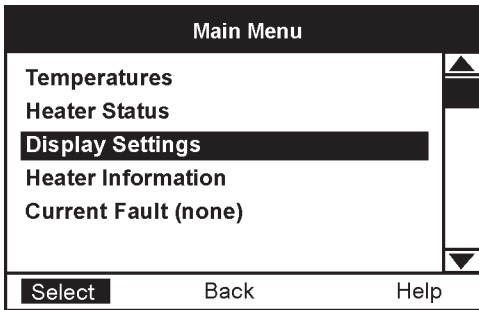 Main Menu
Temperatures
Heater Status
Display Settings
Heater Information
Current Fault (none)
Select Back Help